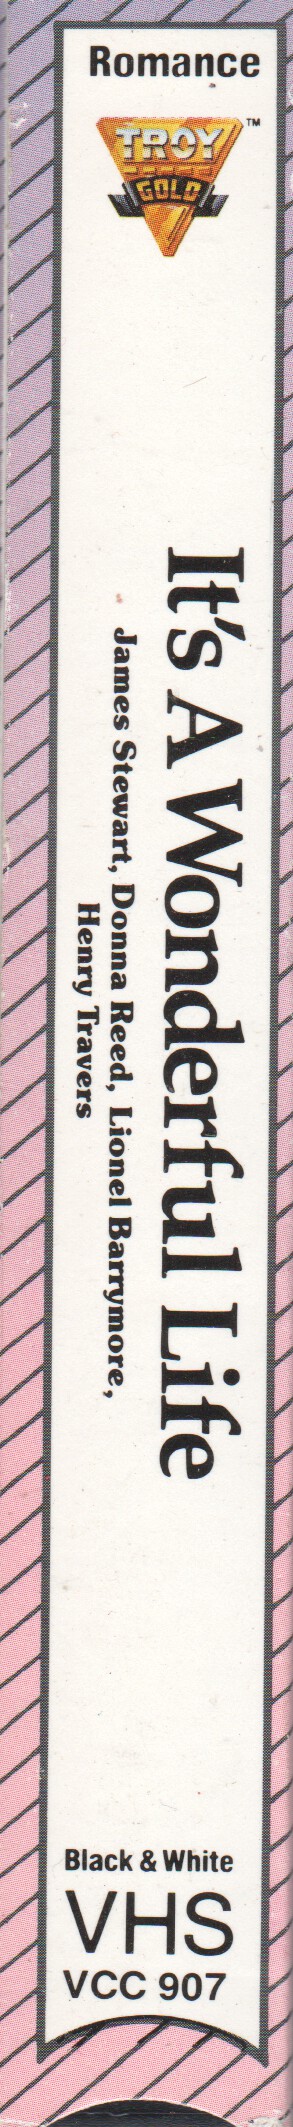 Romance
TROY
GOLD
TM
It's A Wonderful Life
James Stewart, Donna Reed, Lionel Barrymore,
Henry Travers
Black & White
VHS
VCC 907